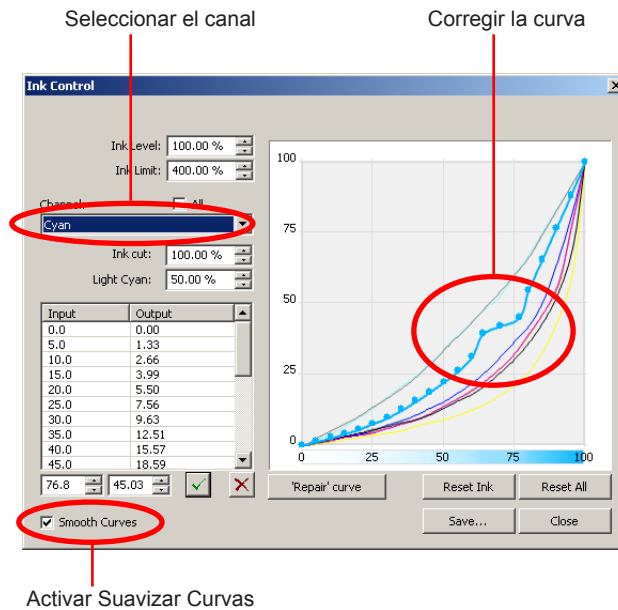 Seleccionar el canal
Corregir la curva
Ink Control
Ink Level: 100.00 %
Ink Limit: 400.00 %
Channel: All
Cyan
Ink cut: 100.00 %
Light Cyan: 50.00 %
Input Output
0.0 0.00
5.0 1.33
10.0 2.66
15.0 3.99
20.0 5.50
25.0 7.56
30.0 9.63
35.0 12.51
40.0 15.57
45.0 18.59
76.8 45.03
Smooth Curves
100
75
50
25
0
25 50 75 100
'Repair' curve
Reset Ink
Reset All
Save...
Close
Activar Suavizar Curvas